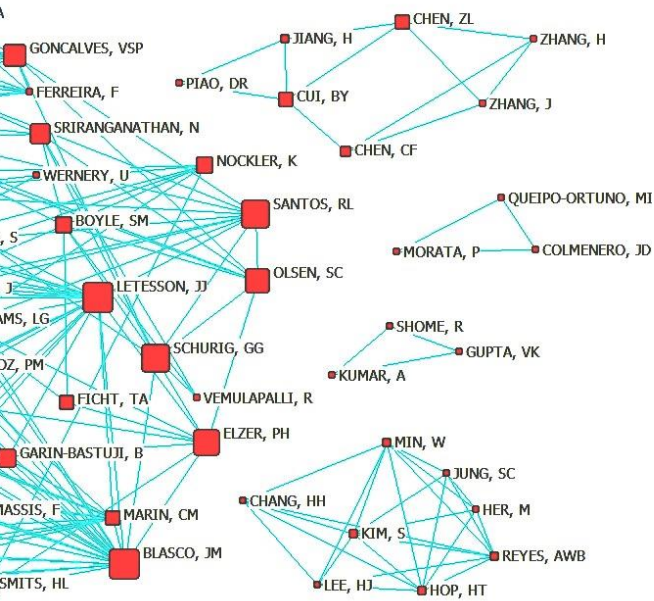 A
CHEN, ZL
JIANG, H
ZHANG, H
GONCALVES, VSP
PIAO, DR
FERREIRA, F
CUI, BY
ZHANG, J
SRIRANGANATHAN, N
CHEN, CF
NOCKLER, K
WERNERY, U
QUEIPO-ORTUNO, MI
SANTOS, RL
BOYLE, SM
, S
MORATA, P
COLMENERO, JD
OLSEN, SC
J
LETESSON, JJ
AMS, LG
SHOME, R
SCHURIG, GG
GUPTA, VK
OZ, PM
KUMAR, A
FICHT, TA
VEMULAPALLI, R
ELZER, PH
MIN, W
GARIN-BASTUJI, B
JUNG, SC
CHANG, HH
MASSIS, F
MARIN, CM
HER, M
KIM, S
BLASCO, JM
REYES, AWB
SMITS, HL
LEE, HJ
HOP, HT